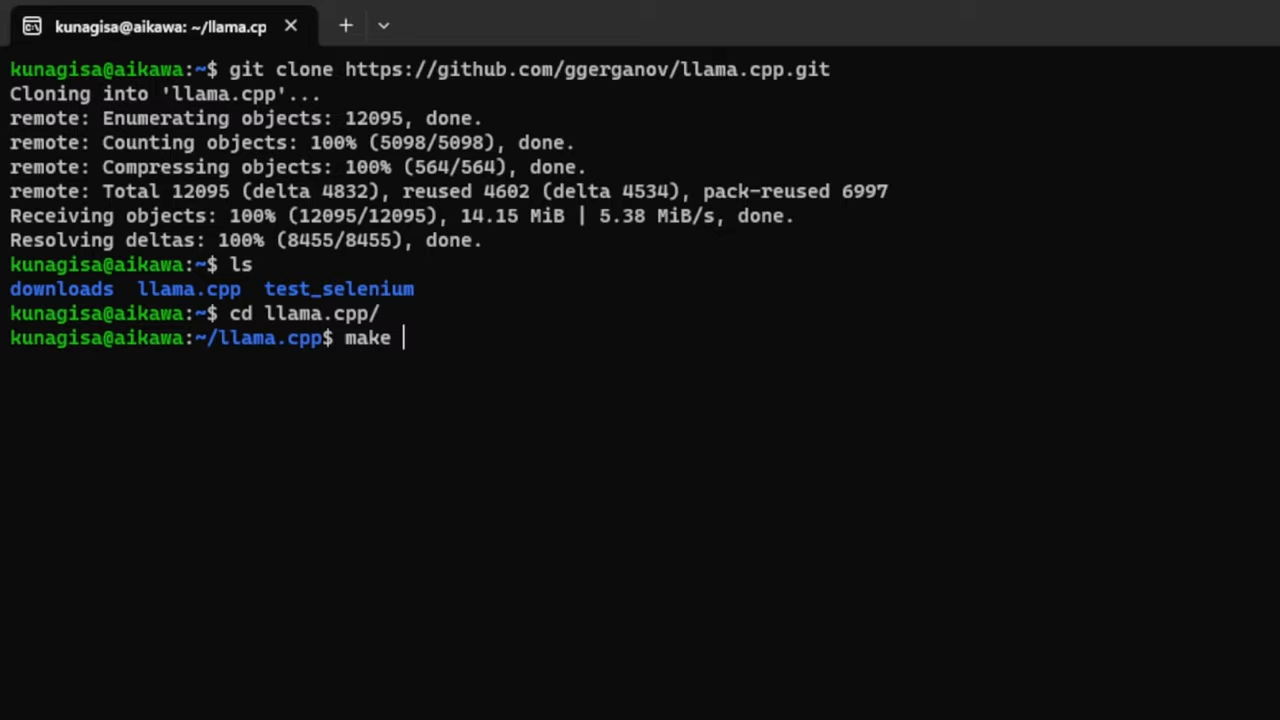 kunagisa@aikawa: ~/llama.cp
kunagisa@aikawa:~$ git clone https://github.com/ggerganov/llama.cpp.git
Cloning into 'llama.cpp'...
remote: Enumerating objects: 12095, done.
remote: Counting objects: 100% (5098/5098), done.
remote: Compressing objects: 100% (564/564), done.
remote: Total 12095 (delta 4832), reused 4602 (delta 4534), pack-reused 6997
Receiving objects: 100% (12095/12095), 14.15 MiB | 5.38 MiB/s, done.
Resolving deltas: 100% (8455/8455), done.
kunagisa@aikawa:~$ ls
downloads  llama.cpp  test_selenium
kunagisa@aikawa:~$ cd llama.cpp/
kunagisa@aikawa:~/llama.cpp$ make